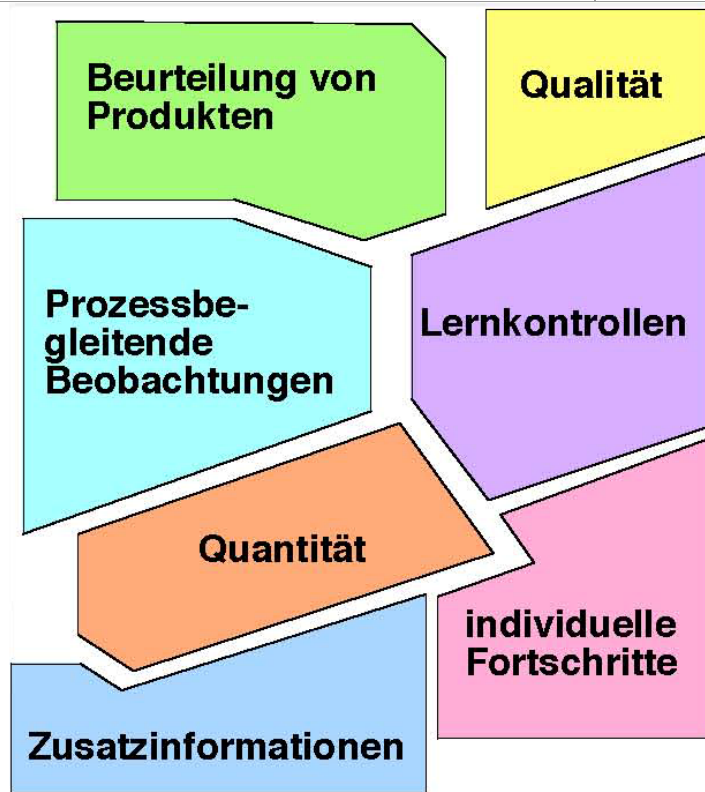 Beurteilung von
Produkten
Qualität
Prozessbe-
gleitende
Beobachtungen
Lernkontrollen
Quantität
individuelle
Fortschritte
Zusatzinformationen